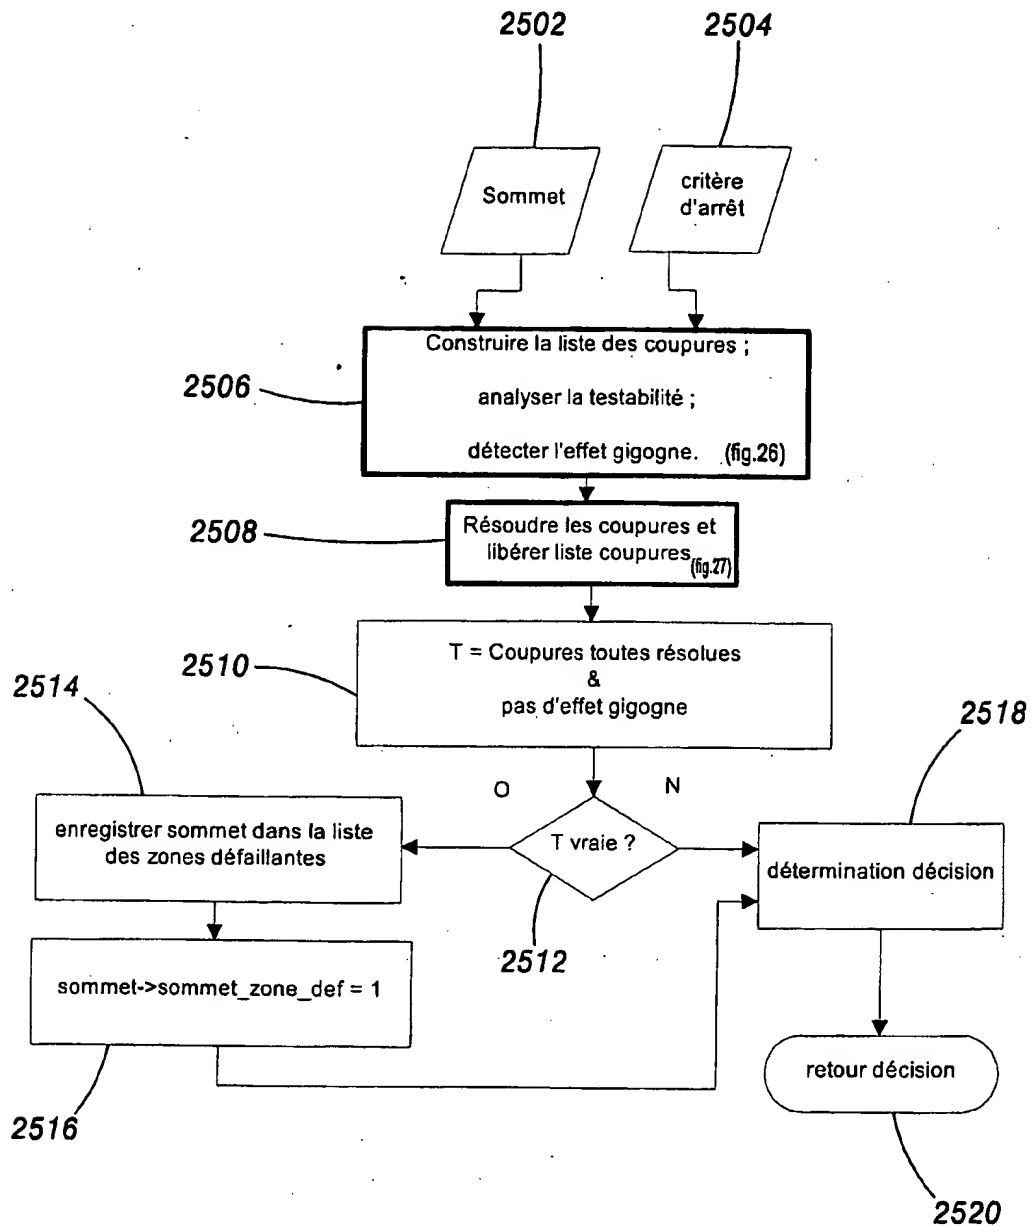 2502
2504
Sommet
critère
d'arrêt
Construire la liste des coupures ;
analyser la testabilité ;
détecter l'effet gigogne. (fig.26)
2506
Résoudre les coupures et
libérer liste coupures (fig.27)
2508
T = Coupures toutes résolues
&
pas d'effet gigogne
2510
2514
2518
O
N
enregistrer sommet dans la liste
des zones défaillantes
T vraie ?
détermination décision
2512
sommet->sommet_zone_def = 1
retour décision
2516
2520